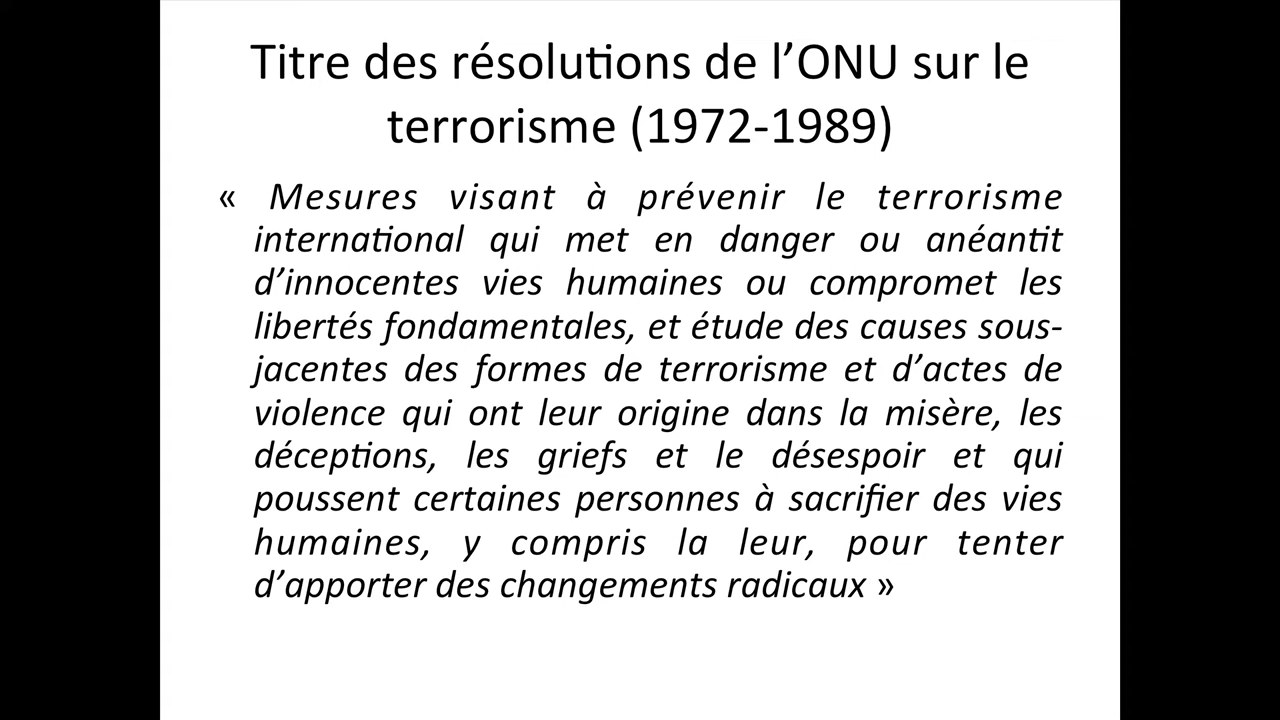 Titre des résolutions de l’ONU sur le
terrorisme (1972-1989)
« Mesures visant à prévenir le terrorisme
international qui met en danger ou anéantit
d’innocentes vies humaines ou compromet les
libertés fondamentales, et étude des causes sous-
jacentes des formes de terrorisme et d’actes de
violence qui ont leur origine dans la misère, les
déceptions, les griefs et le désespoir et qui
poussent certaines personnes à sacrifier des vies
humaines, y compris la leur, pour tenter
d’apporter des changements radicaux »